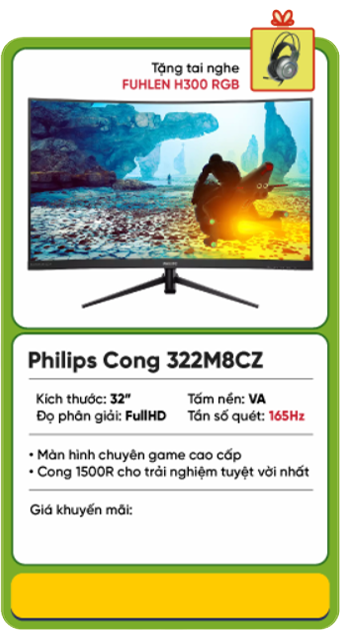 Tặng tai nghe
FUHLEN H300 RGB
PHILIPS
Philips Cong 322M8CZ
Kích thước: 32” Tấm nền: VA
Đọ phân giải: FullHD Tần số quét: 165Hz
• Màn hình chuyên game cao cấp
• Cong 1500R cho trải nghiệm tuyệt vời nhất
Giá khuyến mãi: